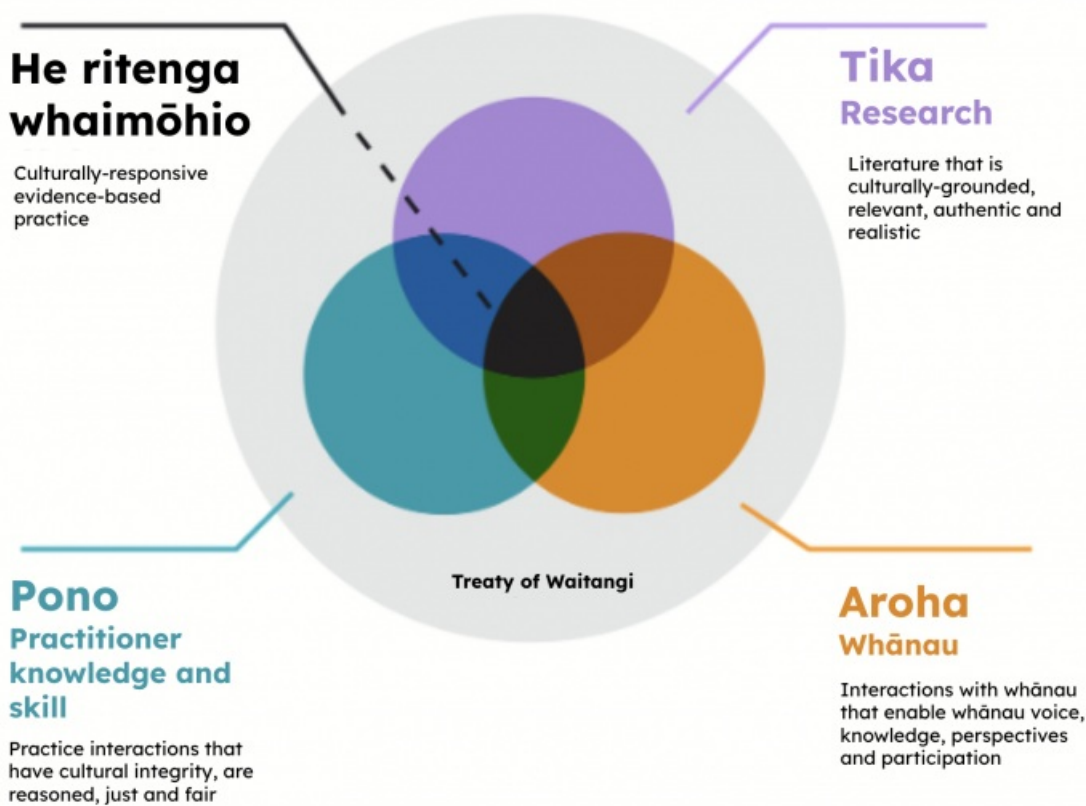 He ritenga
whaimōhio
Culturally-responsive
evidence-based
practice
Tika
Research
Literature that is
culturally-grounded,
relevant, authentic and
realistic
Treaty of Waitangi
Pono
Practitioner
knowledge and
skill
Practice interactions that
have cultural integrity, are
reasoned, just and fair
Aroha
Whānau
Interactions with whānau
that enable whānau voice,
knowledge, perspectives
and participation